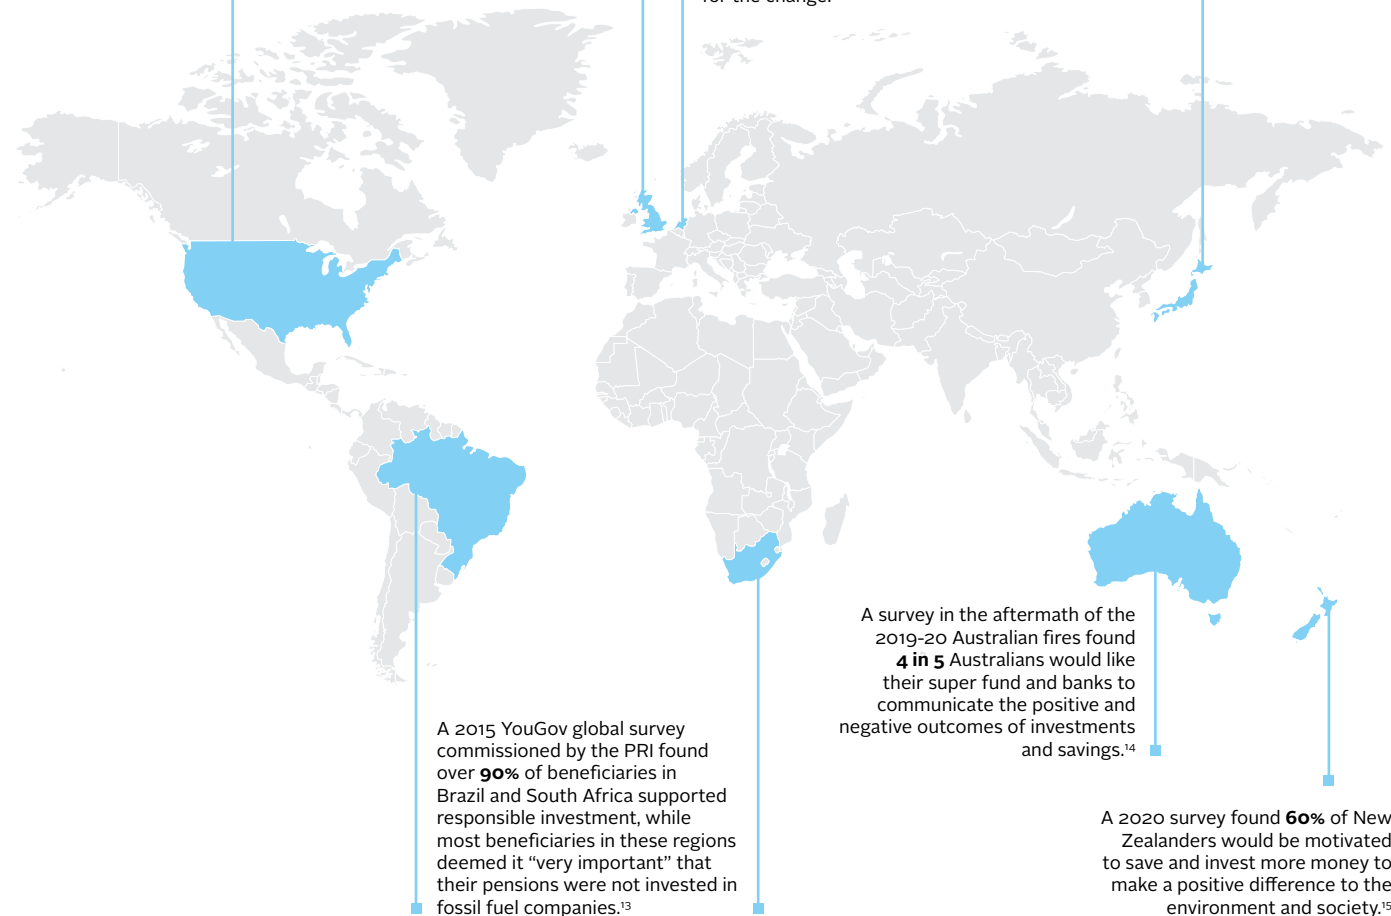 for the change.
A survey in the aftermath of the
2019-20 Australian fires found
4 in 5 Australians would like
their super fund and banks to
communicate the positive and
negative outcomes of investments
and savings.¹⁴
A 2015 YouGov global survey
commissioned by the PRI found
over 90% of beneficiaries in
Brazil and South Africa supported
responsible investment, while
most beneficiaries in these regions
deemed it “very important” that
their pensions were not invested in
fossil fuel companies.¹³
A 2020 survey found 60% of New
Zealanders would be motivated
to save and invest more money to
make a positive difference to the
environment and society.¹⁵